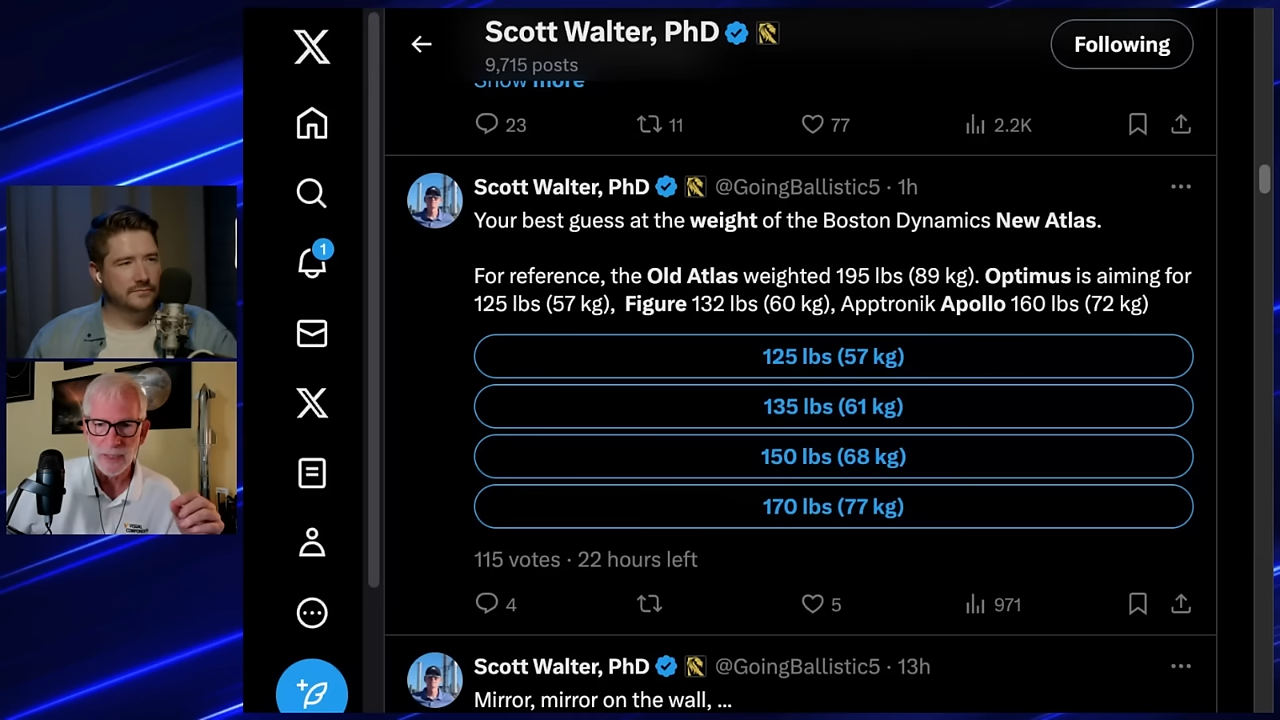 Scott Walter, PhD
9,715 posts
Following
Show more
23
11
77
2.2K
1
Scott Walter, PhD @GoingBallistic5 · 1h
Your best guess at the weight of the Boston Dynamics New Atlas.
For reference, the Old Atlas weighted 195 lbs (89 kg). Optimus is aiming for
125 lbs (57 kg), Figure 132 lbs (60 kg), Apptronik Apollo 160 lbs (72 kg)
125 lbs (57 kg)
135 lbs (61 kg)
150 lbs (68 kg)
170 lbs (77 kg)
115 votes · 22 hours left
4
5
971
Scott Walter, PhD @GoingBallistic5 · 13h
Mirror, mirror on the wall, ...
VISUAL
COMPONENTS